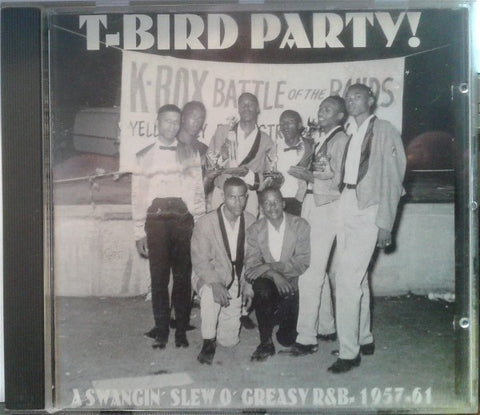 T-BIRD PARTY!
K-BOX BATTLE OF THE BANDS
A SWANGIN' SLEW O' GREASY R&B. 1957-61